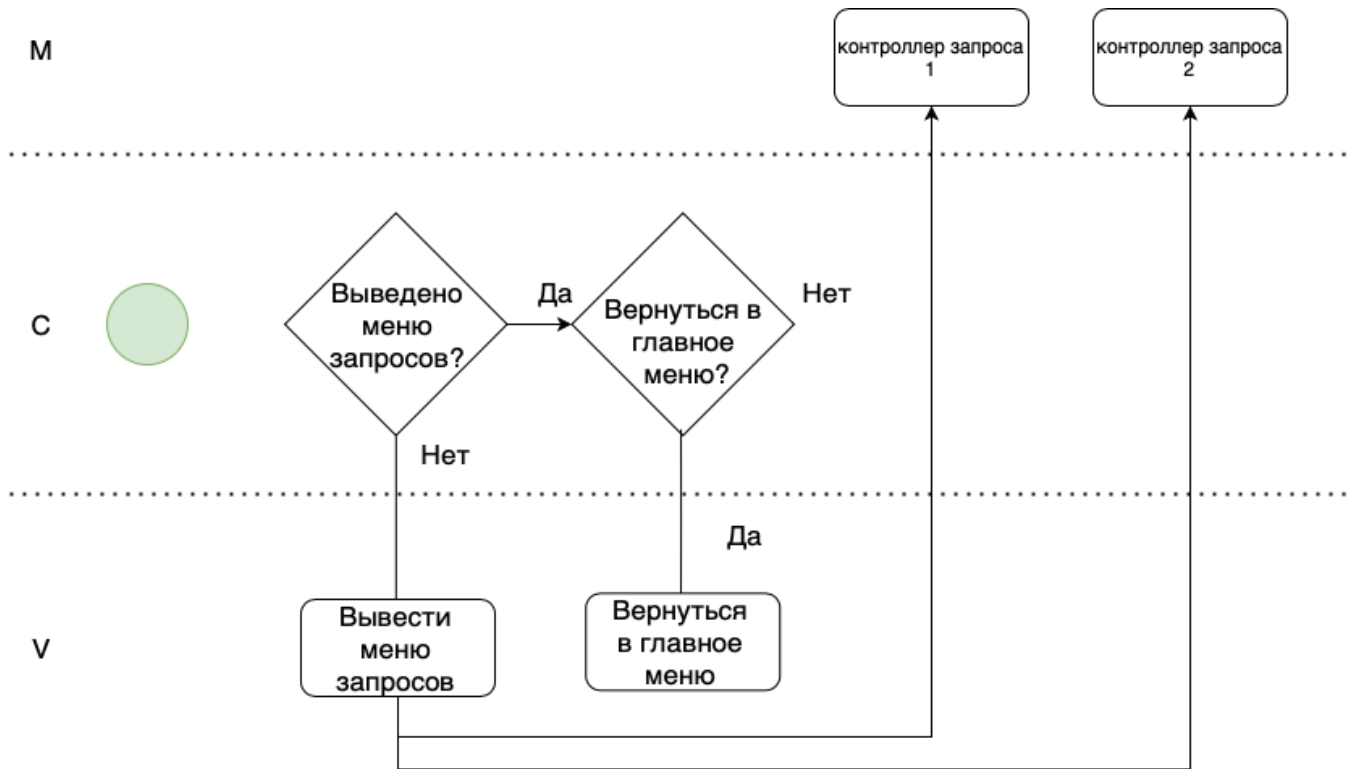 М
контроллер запроса
1
контроллер запроса
2
С
Выведено
меню
запросов?
Да
Вернуться в
главное
меню?
Нет
Нет
Да
V
Вывести
меню
запросов
Вернуться
в главное
меню